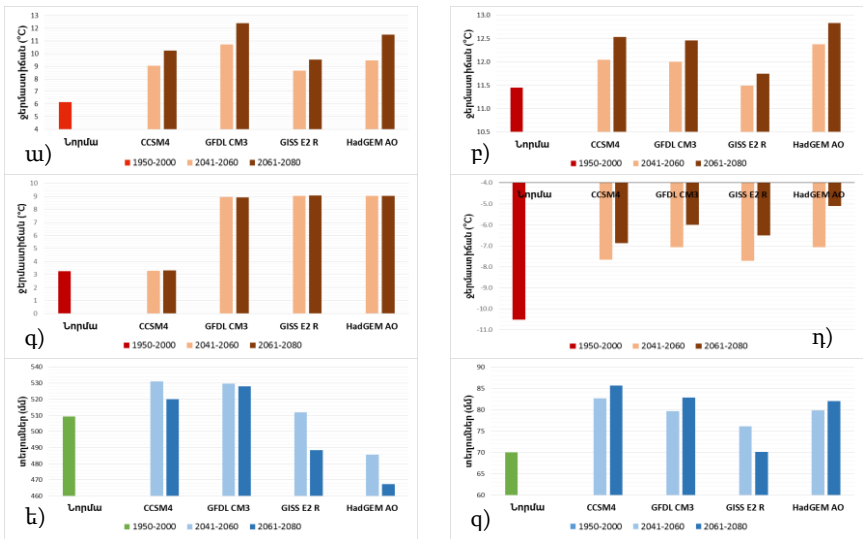 ջերմաստիճան (°C)
13
12
11
10
9
8
7
6
5
4
Նորմա CCSM4 GFDL CM3 GISS E2 R HadGEM AO
ա)
1950-2000 2041-2060 2061-2080
ջերմաստիճան (°C)
13.0
12.5
12.0
11.5
11.0
10.5
Նորմա CCSM4 GFDL CM3 GISS E2 R HadGEM AO
բ)
1950-2000 2041-2060 2061-2080
ջերմաստիճան (°C)
10
9
8
7
6
5
4
3
2
1
0
Նորմա CCSM4 GFDL CM3 GISS E2 R HadGEM AO
գ)
1950-2000 2041-2060 2061-2080
ջերմաստիճան (°C)
-4.0
Նորմա CCSM4 GFDL CM3 GISS E2 R HadGEM AO
-5.0
-6.0
-7.0
-8.0
-9.0
-10.0
-11.0
դ)
1950-2000 2041-2060 2061-2080
տեղումներ (մմ)
540
530
520
510
500
490
480
470
460
Նորմա CCSM4 GFDL CM3 GISS E2 R HadGEM AO
ե)
1950-2000 2041-2060 2061-2080
տեղումներ (մմ)
90
85
80
75
70
65
60
Նորմա CCSM4 GFDL CM3 GISS E2 R HadGEM AO
զ)
1950-2000 2041-2060 2061-2080